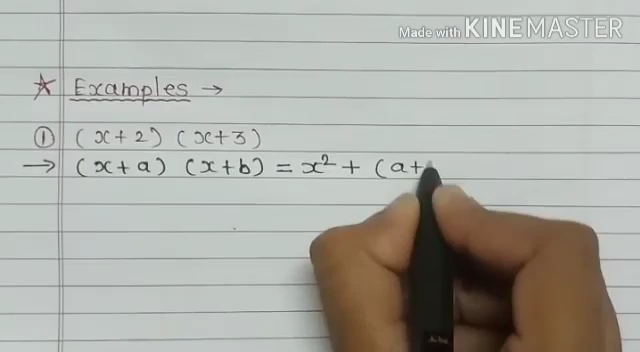 Made with KINEMASTER
☆ Examples →
① (x+2) (x+3)
→ (x+a) (x+b) = x² + (a+